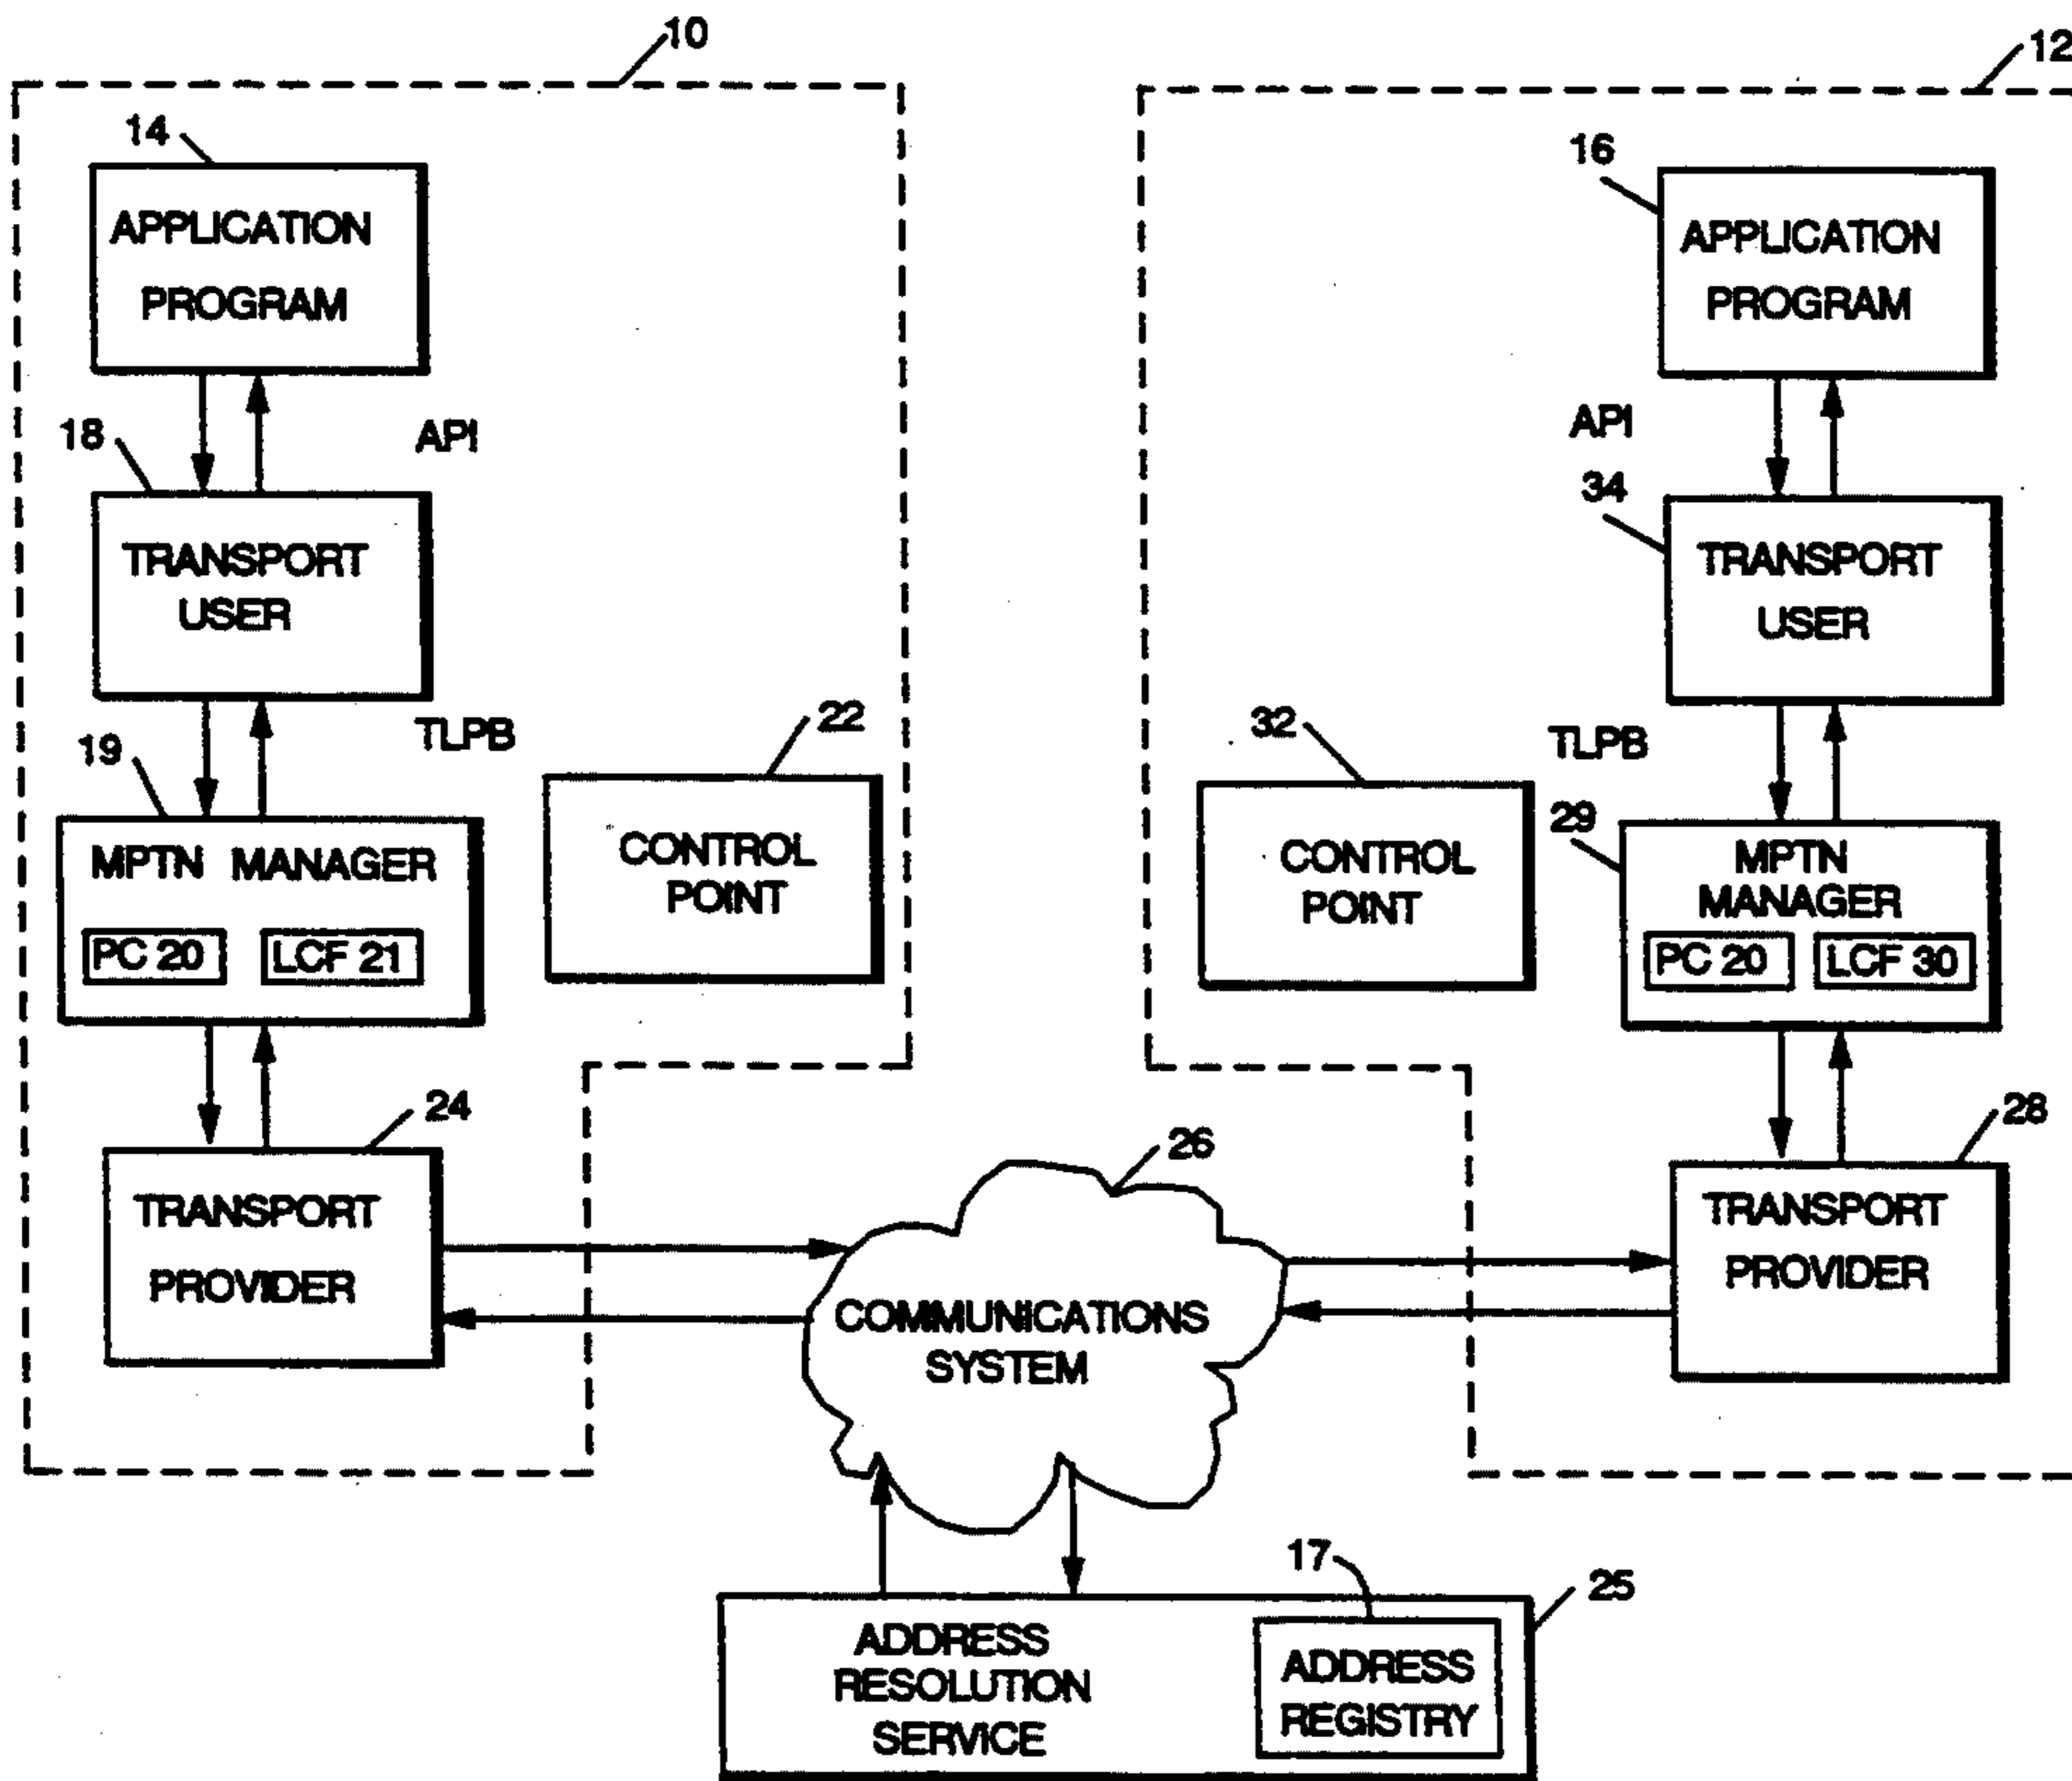 10
12
14
APPLICATION
PROGRAM
16
APPLICATION
PROGRAM
API
API
18
TRANSPORT
USER
34
TRANSPORT
USER
TLPB
TLPB
19
MPTN MANAGER
PC 20
LCF 21
22
CONTROL
POINT
32
CONTROL
POINT
29
MPTN
MANAGER
PC 20
LCF 30
24
TRANSPORT
PROVIDER
26
COMMUNICATIONS
SYSTEM
28
TRANSPORT
PROVIDER
25
ADDRESS
RESOLUTION
SERVICE
17
ADDRESS
REGISTRY